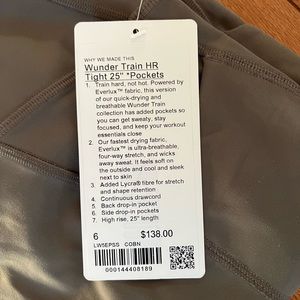 WHY WE MADE THIS
Wunder Train HR
Tight 25" *Pockets
1. Train hard, not hot. Powered by
Everlux™ fabric, this version
of our quick-drying and
breathable Wunder Train
collection has added pockets so
you can get sweaty, stay
focused, and keep your workout
essentials close
2. Our fastest drying fabric,
Everlux™ is ultra-breathable,
four-way stretch, and wicks
away sweat. It feels soft on
the outside and cool and sleek
next to skin
3. Added Lycra® fibre for stretch
and shape retention
4. Continuous drawcord
5. Back drop-in pocket
6. Side drop-in pockets
7. High rise, 25" length
6 $138.00
LW5EPSS COBN
000144408189